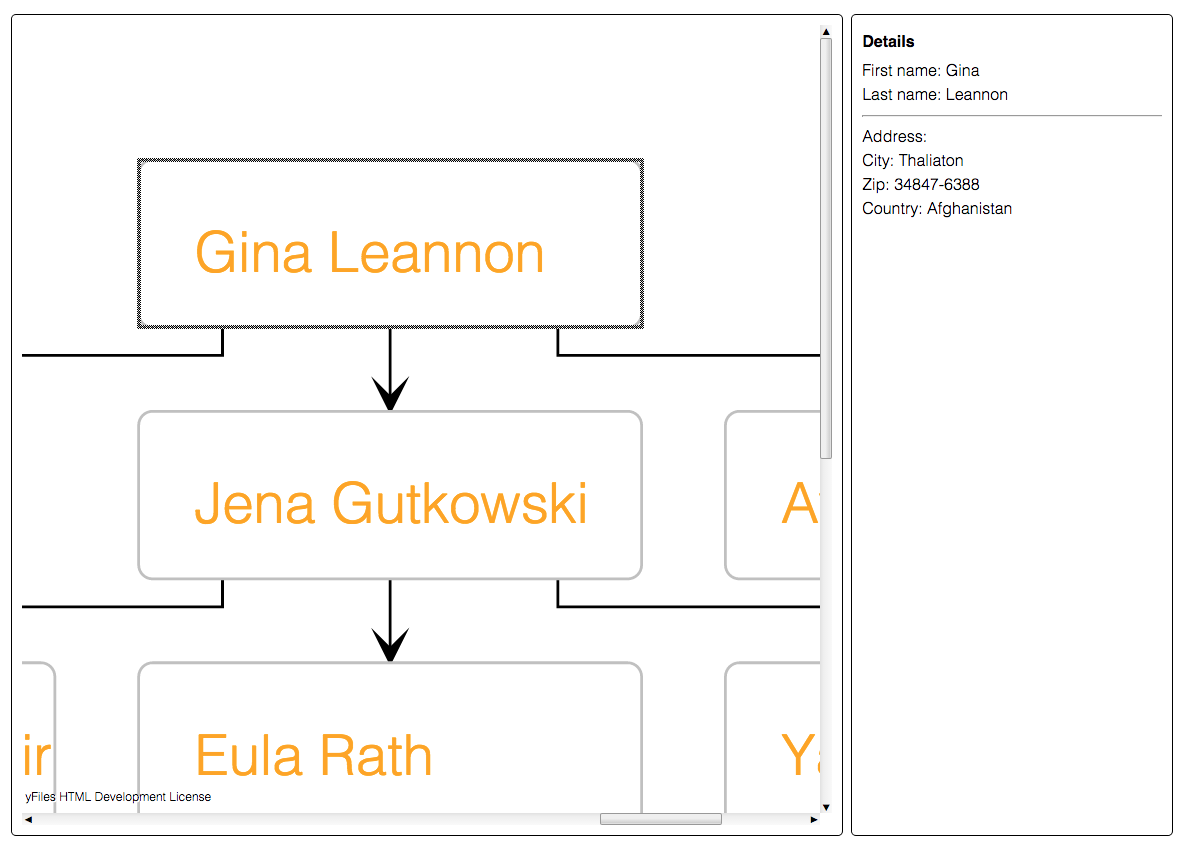 Gina Leannon
Jena Gutkowski
Eula Rath
yFiles HTML Development License
Details
First name: Gina
Last name: Leannon
Address:
City: Thaliaton
Zip: 34847-6388
Country: Afghanistan